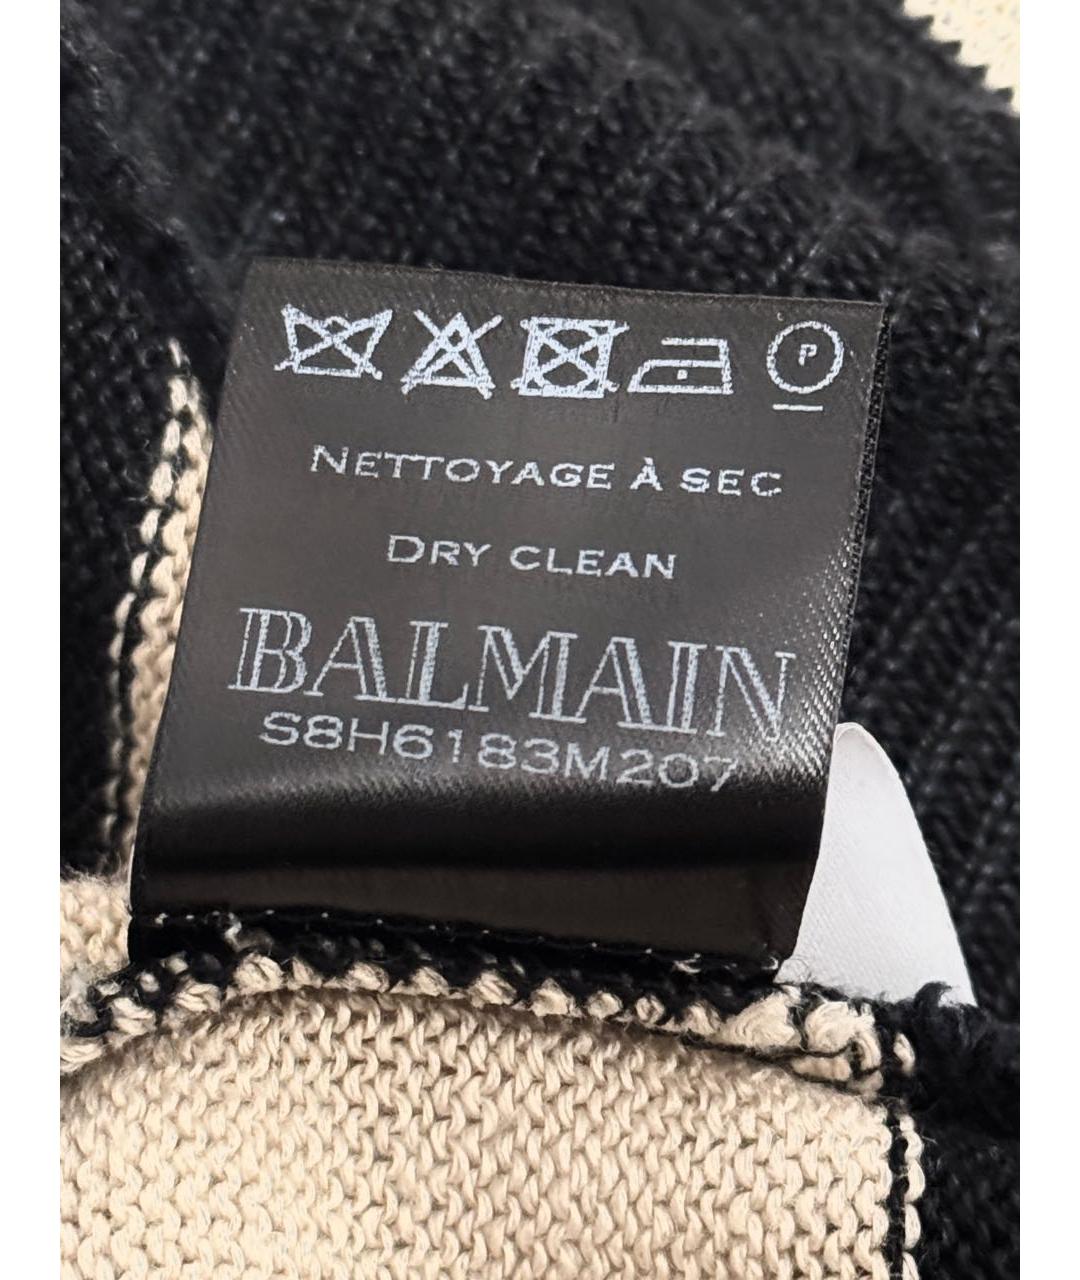 P
NETTOYAGE À SEC
DRY CLEAN
BALMAIN
S8H6183M207